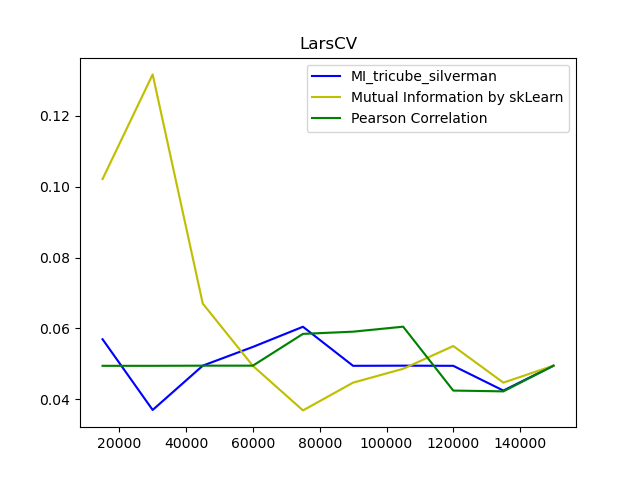 LarsCV
MI_tricube_silverman
Mutual Information by skLearn
Pearson Correlation
0.12
0.10
0.08
0.06
0.04
20000 40000 60000 80000 100000 120000 140000